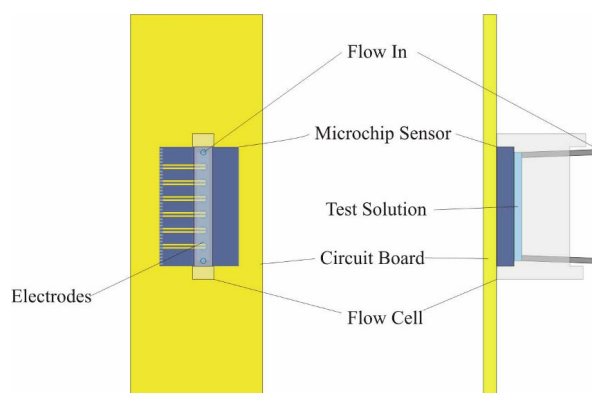 Flow In
Microchip Sensor
Test Solution
Circuit Board
Electrodes
Flow Cell